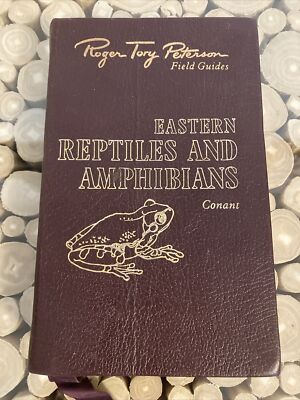 Roger Tory Peterson
Field Guides
EASTERN
REPTILES AND
AMPHIBIANS
Conant